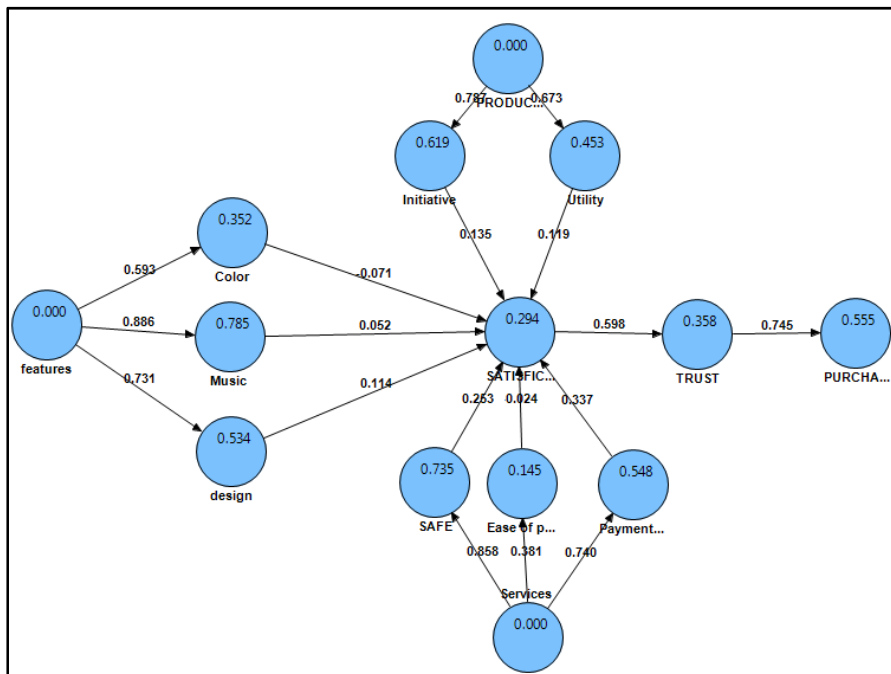 0.000
0.787
0.673
PRODUC...
0.619
0.453
Initiative
Utility
0.352
0.135
0.119
0.593
Color
-0.071
0.000
0.886
0.785
0.052
0.294
0.598
0.358
0.745
0.555
features
Music
SATISFIC...
TRUST
PURCHA...
0.731
0.114
0.253
0.024
0.337
0.534
0.735
0.145
0.548
design
SAFE
Ease of p...
Payment...
0.858
0.381
0.740
Services
0.000